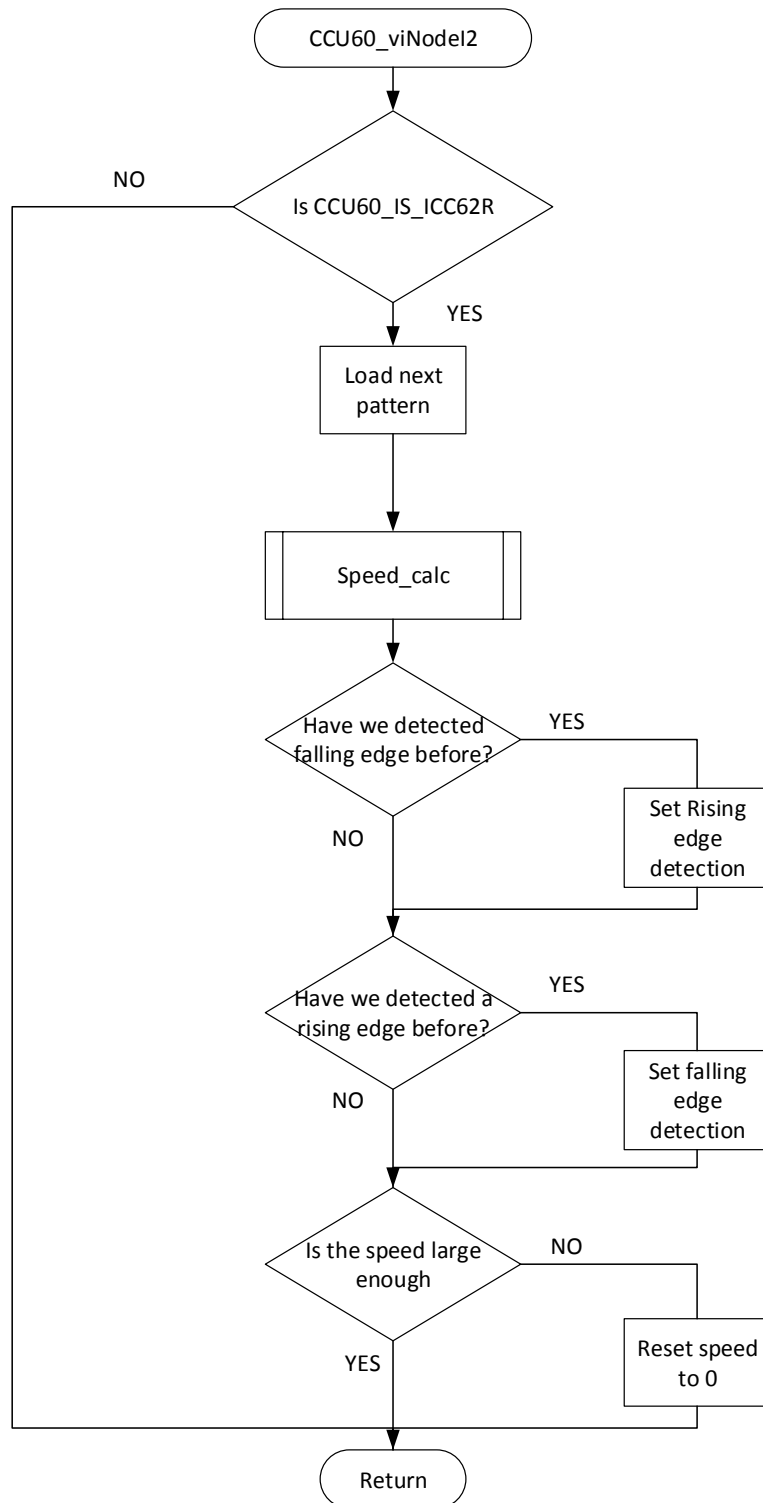 CCU60_viNodeI2
NO
Is CCU60_IS_ICC62R
YES
Load next
pattern
Speed_calc
Have we detected
falling edge before?
YES
Set Rising
edge
detection
NO
Have we detected a
rising edge before?
YES
Set falling
edge
detection
NO
Is the speed large
enough
NO
Reset speed
to 0
YES
Return